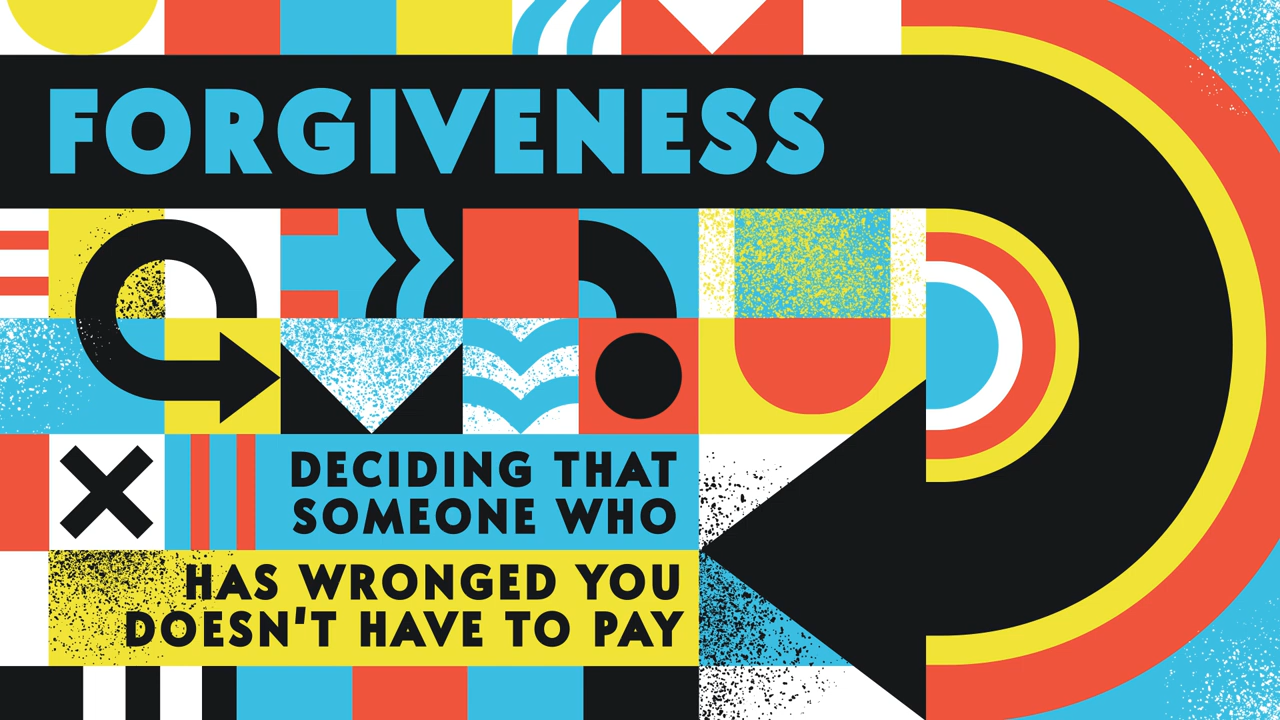 FORGIVENESS
DECIDING THAT
SOMEONE WHO
HAS WRONGED YOU
DOESN'T HAVE TO PAY